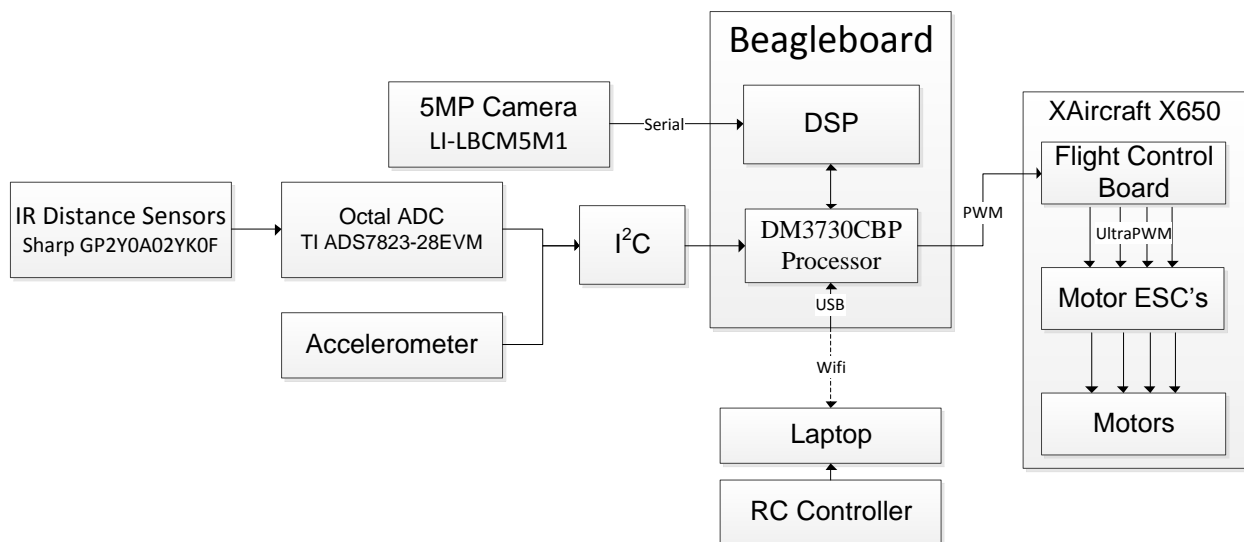 Beagleboard
5MP Camera
LI-LBCM5M1
Serial
DSP
XAircraft X650
Flight Control
Board
IR Distance Sensors
Sharp GP2Y0A02YK0F
Octal ADC
TI ADS7823-28EVM
I²C
DM3730CBP
Processor
PWM
UltraPWM
Motor ESC's
Accelerometer
USB
Wifi
Motors
Laptop
RC Controller